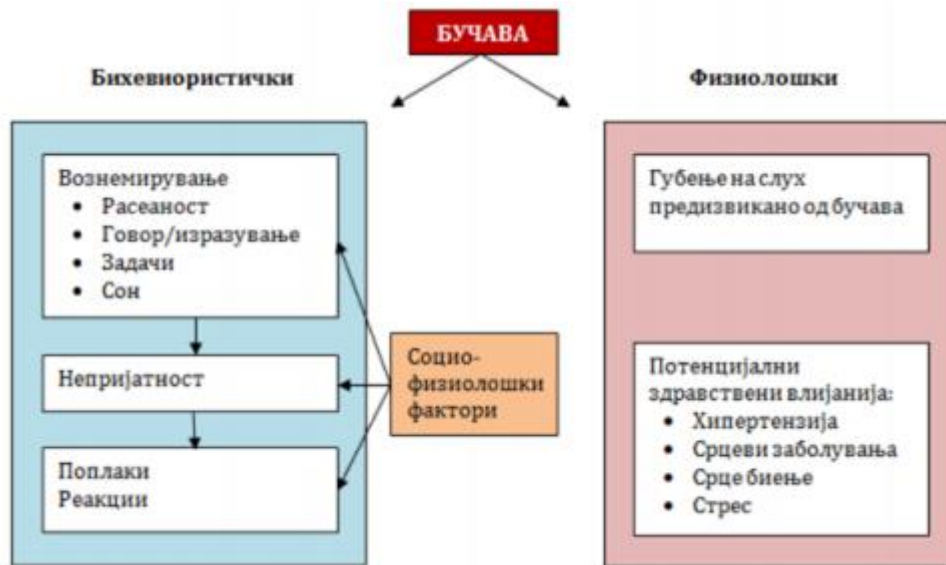 БУЧАВА
Бихевиористички
Физиолошки
Вознемирување
• Расеаност
• Говор/изразување
• Задачи
• Сон
Непријатност
Поплаки
Реакции
Социо-
физиолошки
фактори
Губење на слух
предизвикано од бучава
Потенцијални
здравствени влијанија:
• Хипертензија
• Срцеви заболувања
• Срце биење
• Стрес